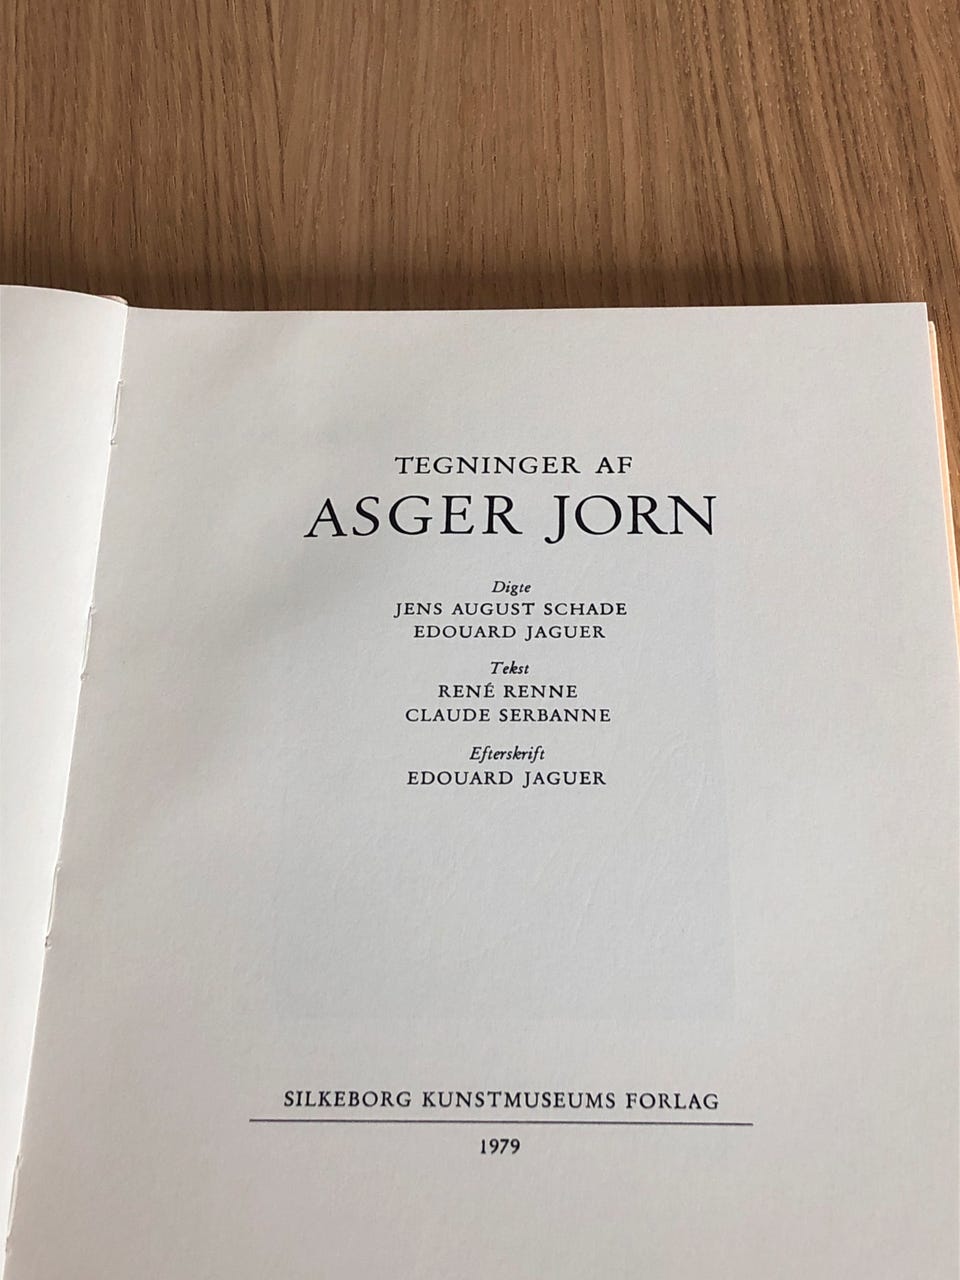 TEGNINGER AF
ASGER JORN
Digte
JENS AUGUST SCHADE
EDOUARD JAGUER
Tekst
RENÉ RENNE
CLAUDE SERBANNE
Efterskrift
EDOUARD JAGUER
SILKEBORG KUNSTMUSEUMS FORLAG
1979